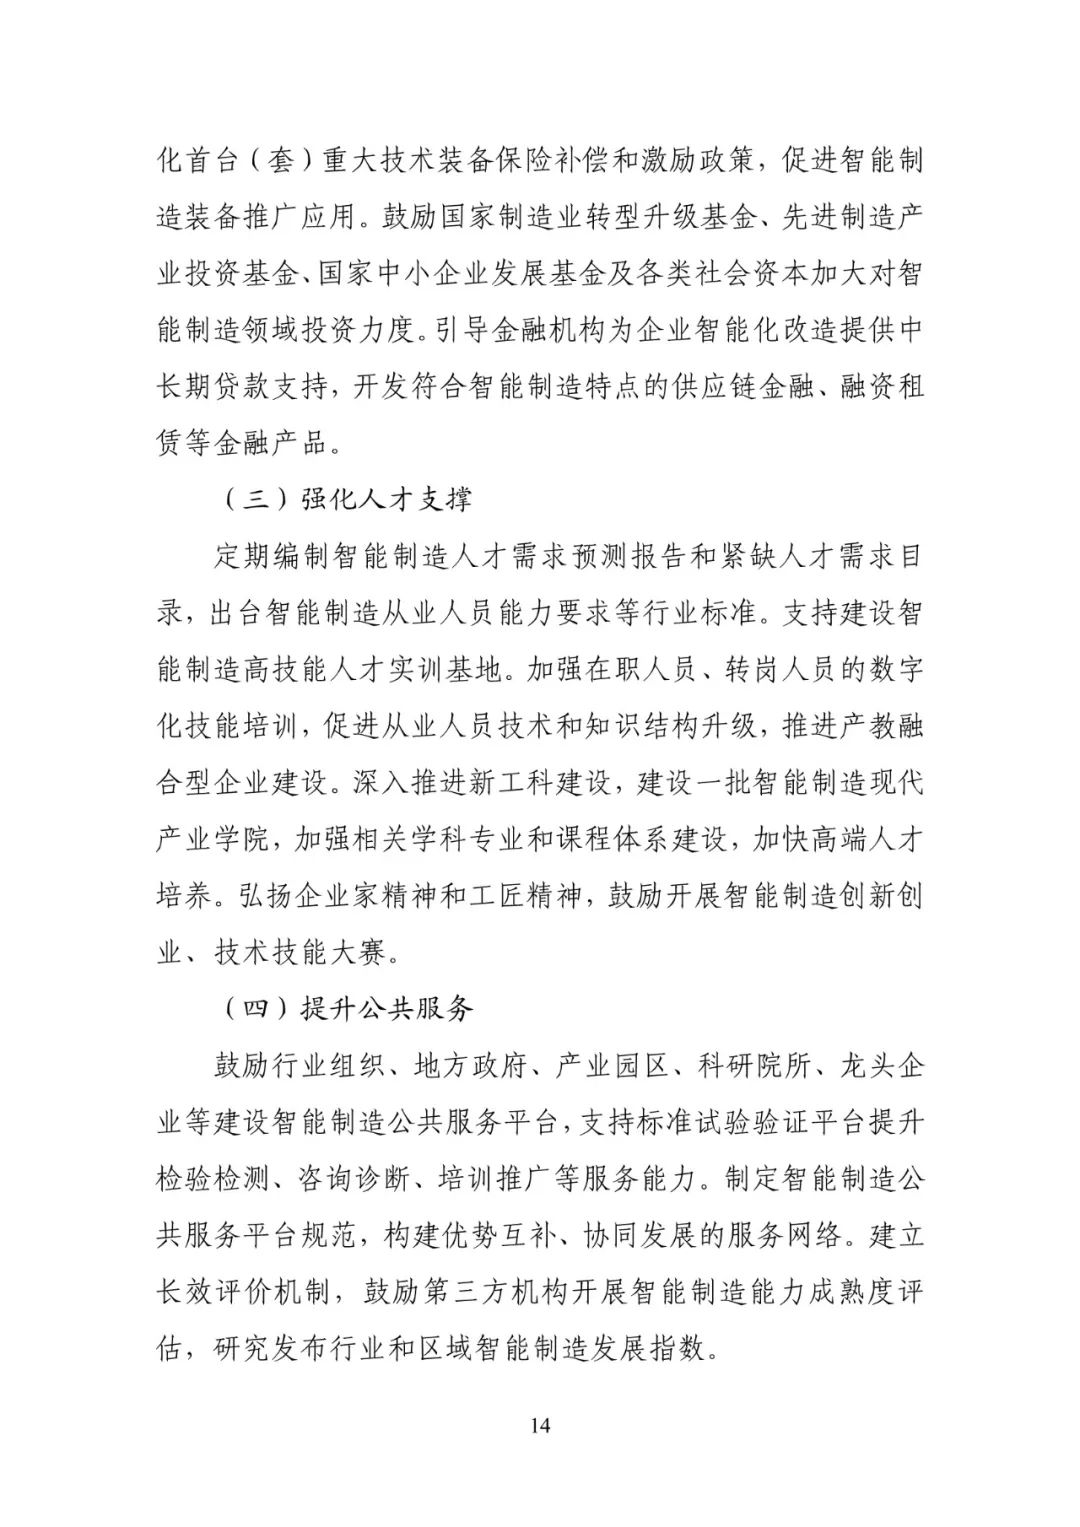 化首台（套）重大技术装备保险补偿和激励政策，促进智能制
造装备推广应用。鼓励国家制造业转型升级基金、先进制造产
业投资基金、国家中小企业发展基金及各类社会资本加大对智
能制造领域投资力度。引导金融机构为企业智能化改造提供中
长期贷款支持，开发符合智能制造特点的供应链金融、融资租
赁等金融产品。
（三）强化人才支撑
定期编制智能制造人才需求预测报告和紧缺人才需求目
录，出台智能制造从业人员能力要求等行业标准。支持建设智
能制造高技能人才实训基地。加强在职人员、转岗人员的数字
化技能培训，促进从业人员技术和知识结构升级，推进产教融
合型企业建设。深入推进新工科建设，建设一批智能制造现代
产业学院，加强相关学科专业和课程体系建设，加快高端人才
培养。弘扬企业家精神和工匠精神，鼓励开展智能制造创新创
业、技术技能大赛。
（四）提升公共服务
鼓励行业组织、地方政府、产业园区、科研院所、龙头企
业等建设智能制造公共服务平台，支持标准试验验证平台提升
检验检测、咨询诊断、培训推广等服务能力。制定智能制造公
共服务平台规范，构建优势互补、协同发展的服务网络。建立
长效评价机制，鼓励第三方机构开展智能制造能力成熟度评
估，研究发布行业和区域智能制造发展指数。
14